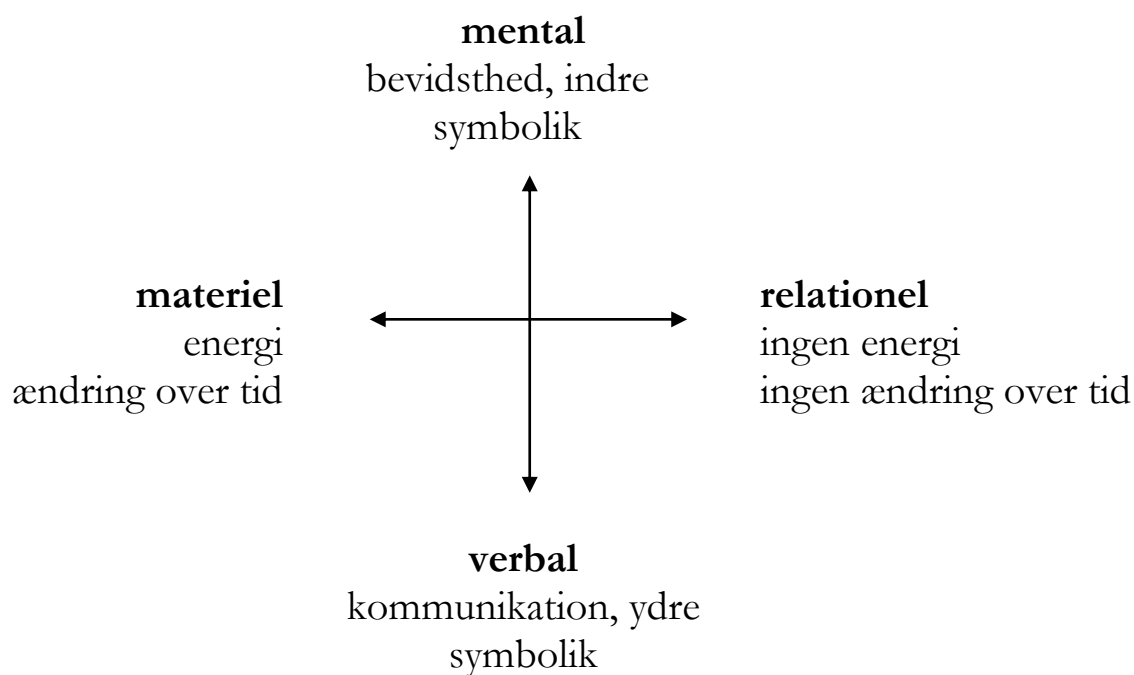 mental
bevidsthed, indre
symbolik
materiel
energi
ændring over tid
relationel
ingen energi
ingen ændring over tid
verbal
kommunikation, ydre
symbolik